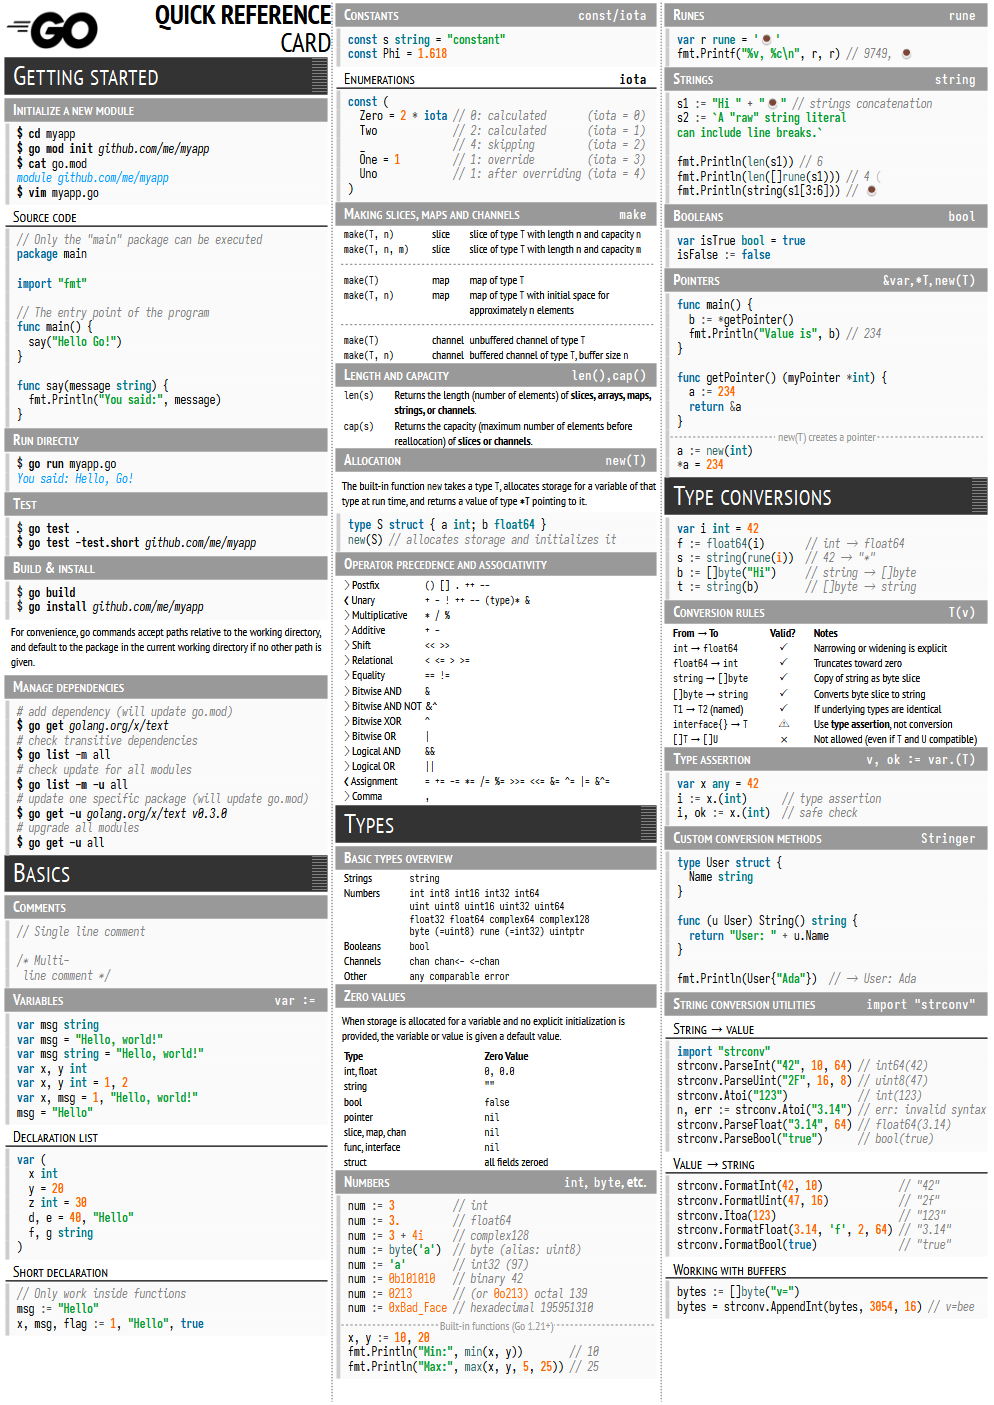 GO
QUICK REFERENCE
CARD
GETTING STARTED
INITIALIZE A NEW MODULE
$ cd myapp
$ go mod init github.com/me/myapp
$ cat go.mod
module github.com/me/myapp
$ vim myapp.go
SOURCE CODE
// Only the "main" package can be executed
package main
import "fmt"
// The entry point of the program
func main() {
say("Hello Go!")
}
func say(message string) {
fmt.Println("You said:", message)
}
RUN DIRECTLY
$ go run myapp.go
You said: Hello, Go!
TEST
$ go test .
$ go test -test.short github.com/me/myapp
BUILD & INSTALL
$ go build
$ go install github.com/me/myapp
For convenience, go commands accept paths relative to the working directory,
and default to the package in the current working directory if no other path is
given.
MANAGE DEPENDENCIES
# add dependency (will update go.mod)
$ go get golang.org/x/text
# check transitive dependencies
$ go list -m all
# check update for all modules
$ go list -m -u all
# update one specific package (will update go.mod)
$ go get -u golang.org/x/text v0.3.0
# upgrade all modules
$ go get -u all
BASICS
COMMENTS
// Single line comment
/* Multi-
line comment */
VARIABLES var :=
var msg string
var msg = "Hello, world!"
var msg string = "Hello, world!"
var x, y int
var x, y int = 1, 2
var x, msg = 1, "Hello, world!"
msg = "Hello"
DECLARATION LIST
var (
x int
y = 20
z int = 30
d, e = 40, "Hello"
f, g string
)
SHORT DECLARATION
// Only work inside functions
msg := "Hello"
x, msg, flag := 1, "Hello", true
CONSTANTS const/iota
const s string = "constant"
const Phi = 1.618
ENUMERATIONS iota
const (
Zero = 2 * iota // 0: calculated (iota = 0)
Two // 2: calculated (iota = 1)
_ // 4: skipping (iota = 2)
One = 1 // 1: override (iota = 3)
Uno // 1: after overriding (iota = 4)
)
MAKING SLICES, MAPS AND CHANNELS make
make(T, n) slice slice of type T with length n and capacity n
make(T, n, m) slice slice of type T with length n and capacity m
make(T) map map of type T
make(T, n) map map of type T with initial space for
approximately n elements
make(T) channel unbuffered channel of type T
make(T, n) channel buffered channel of type T, buffer size n
LENGTH AND CAPACITY len(),cap()
len(s) Returns the length (number of elements) of slices, arrays, maps,
strings, or channels.
cap(s) Returns the capacity (maximum number of elements before
reallocation) of slices or channels.
ALLOCATION new(T)
The built-in function new takes a type T, allocates storage for a variable of that
type at run time, and returns a value of type *T pointing to it.
type S struct { a int; b float64 }
new(S) // allocates storage and initializes it
OPERATOR PRECEDENCE AND ASSOCIATIVITY
〉Postfix () [] . ++ --
❮ Unary + - ! ++ -- (type)* &
〉Multiplicative * / %
〉Additive + -
〉Shift << >>
〉Relational < <= > >=
〉Equality == !=
〉Bitwise AND &
〉Bitwise AND NOT &^
〉Bitwise XOR ^
〉Bitwise OR |
〉Logical AND &&
〉Logical OR ||
❮ Assignment = += -= *= /= %= >>= <<= &= ^= |= &^=
〉Comma ,
TYPES
BASIC TYPES OVERVIEW
Strings string
Numbers int int8 int16 int32 int64
uint uint8 uint16 uint32 uint64
float32 float64 complex64 complex128
byte (=uint8) rune (=int32) uintptr
Booleans bool
Channels chan chan<- <-chan
Other any comparable error
ZERO VALUES
When storage is allocated for a variable and no explicit initialization is
provided, the variable or value is given a default value.
Type Zero Value
int, float 0, 0.0
string ""
bool false
pointer nil
slice, map, chan nil
func, interface nil
struct all fields zeroed
NUMBERS int, byte, etc.
num := 3 // int
num := 3. // float64
num := 3 + 4i // complex128
num := byte('a') // byte (alias: uint8)
num := 'a' // int32 (97)
num := 0b101010 // binary 42
num := 0213 // (or 0o213) octal 139
num := 0xBad_Face // hexadecimal 195951310
Built-in functions (Go 1.21+)
x, y := 10, 20
fmt.Println("Min:", min(x, y)) // 10
fmt.Println("Max:", max(x, y, 5, 25)) // 25
RUNES rune
var r rune = '☕'
fmt.Printf("%v, %c\n", r, r) // 9749, ☕
STRINGS string
s1 := "Hi " + "☕" // strings concatenation
s2 := `A "raw" string literal
can include line breaks.`
fmt.Println(len(s1)) // 6
fmt.Println(len([]rune(s1))) // 4 (
fmt.Println(string(s1[3:6])) // ☕
BOOLEANS bool
var isTrue bool = true
isFalse := false
POINTERS &var,*T,new(T)
func main() {
b := *getPointer()
fmt.Println("Value is", b) // 234
}
func getPointer() (myPointer *int) {
a := 234
return &a
}
new(T) creates a pointer
a := new(int)
*a = 234
TYPE CONVERSIONS
var i int = 42
f := float64(i) // int → float64
s := string(rune(i)) // 42 → "*"
b := []byte("Hi") // string → []byte
t := string(b) // []byte → string
CONVERSION RULES T(v)
From → To Valid? Notes
int → float64 ✓ Narrowing or widening is explicit
float64 → int ✓ Truncates toward zero
string → []byte ✓ Copy of string as byte slice
[]byte → string ✓ Converts byte slice to string
T1 → T2 (named) ✓ If underlying types are identical
interface{} → T ⚠ Use type assertion, not conversion
[]T → []U × Not allowed (even if T and U compatible)
TYPE ASSERTION v, ok := var.(T)
var x any = 42
i := x.(int) // type assertion
i, ok := x.(int) // safe check
CUSTOM CONVERSION METHODS Stringer
type User struct {
Name string
}
func (u User) String() string {
return "User: " + u.Name
}
fmt.Println(User{"Ada"}) // → User: Ada
STRING CONVERSION UTILITIES import "strconv"
STRING → VALUE
import "strconv"
strconv.ParseInt("42", 10, 64) // int64(42)
strconv.ParseUint("2F", 16, 8) // uint8(47)
strconv.Atoi("123") // int(123)
n, err := strconv.Atoi("3.14") // err: invalid syntax
strconv.ParseFloat("3.14", 64) // float64(3.14)
strconv.ParseBool("true") // bool(true)
VALUE → STRING
strconv.FormatInt(42, 10) // "42"
strconv.FormatUint(47, 16) // "2f"
strconv.Itoa(123) // "123"
strconv.FormatFloat(3.14, 'f', 2, 64) // "3.14"
strconv.FormatBool(true) // "true"
WORKING WITH BUFFERS
bytes := []byte("v=")
bytes = strconv.AppendInt(bytes, 3054, 16) // v=bee